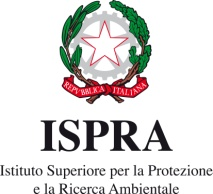 REPVBBLICA ITALIANA
ISPRA
Istituto Superiore per la Protezione
e la Ricerca Ambientale